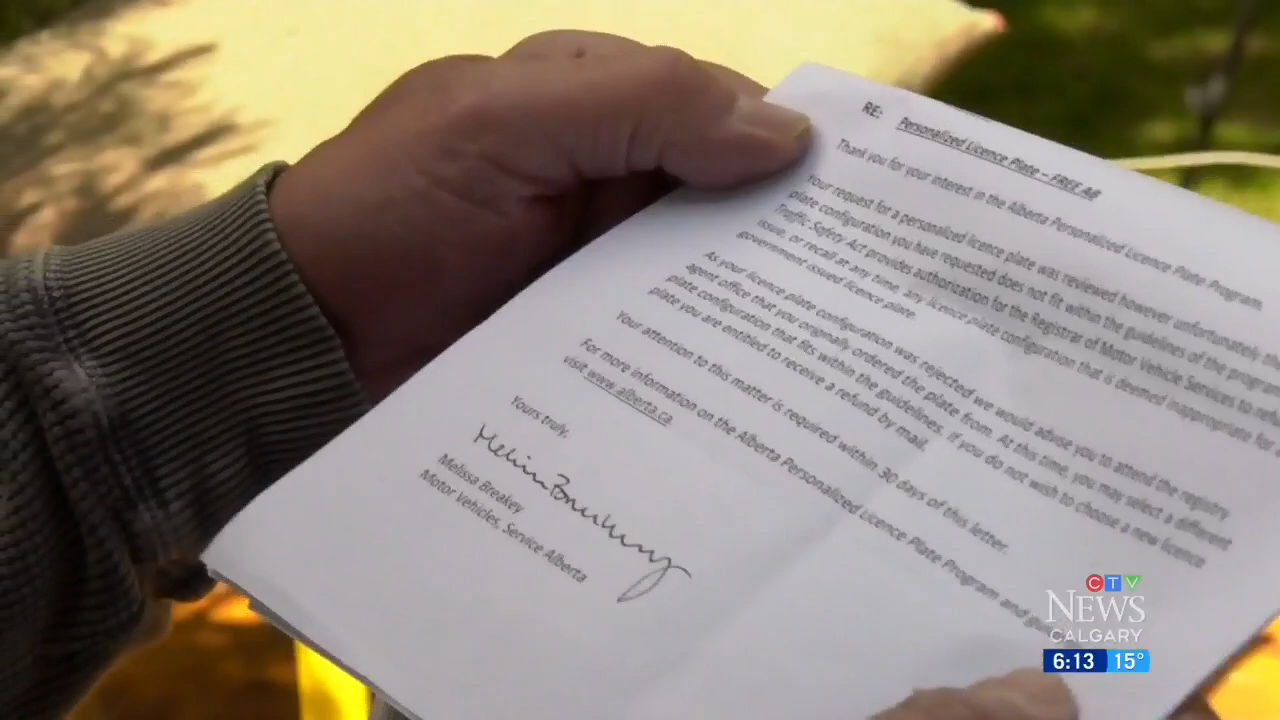 RE: Personalized Licence Plate – FREE AB
Thank you for your interest in the Alberta Personalized Licence Plate Program.
Your request for a personalized licence plate was reviewed however unfortunately th
plate configuration you have requested does not fit within the guidelines of the program
Traffic Safety Act provides authorization for the Registrar of Motor Vehicle Services to refu
issue, or recall at any time, any licence plate configuration that is deemed inappropriate for a
government issued licence plate.
As your licence plate configuration was rejected we would advise you to attend the registry
agent office that you originally ordered the plate from. At this time, you may select a different
plate configuration that fits within the guidelines. If you do not wish to choose a new licence
plate you are entitled to receive a refund by mail.
Your attention to this matter is required within 30 days of this letter.
For more information on the Alberta Personalized Licence Plate Program and
visit www.alberta.ca
Yours truly,
Melissa Breakey
Motor Vehicles, Service Alberta
CTV
NEWS
CALGARY
6:13 15°